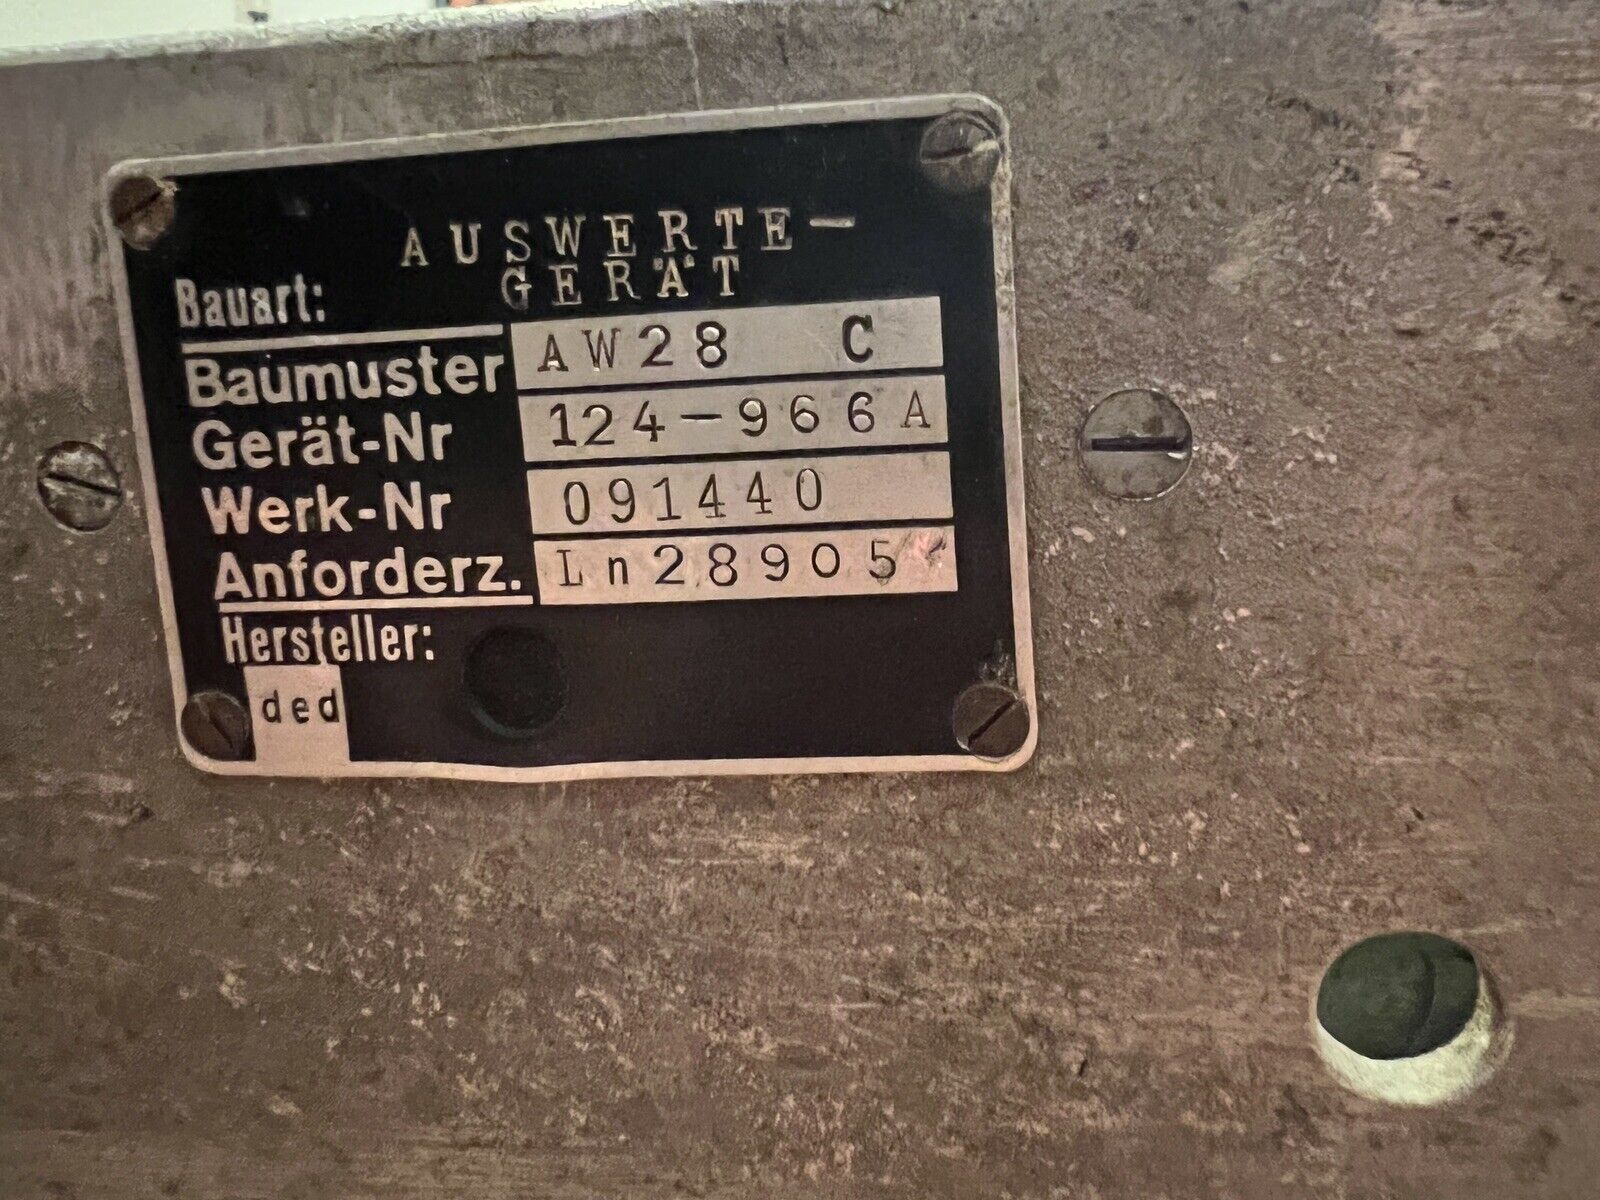 AUSWERTE-
Bauart: GERÄT
Baumuster AW28 C
Gerät-Nr 124-966A
Werk-Nr 091440
Anforderz. Ln28905
Hersteller:
ded